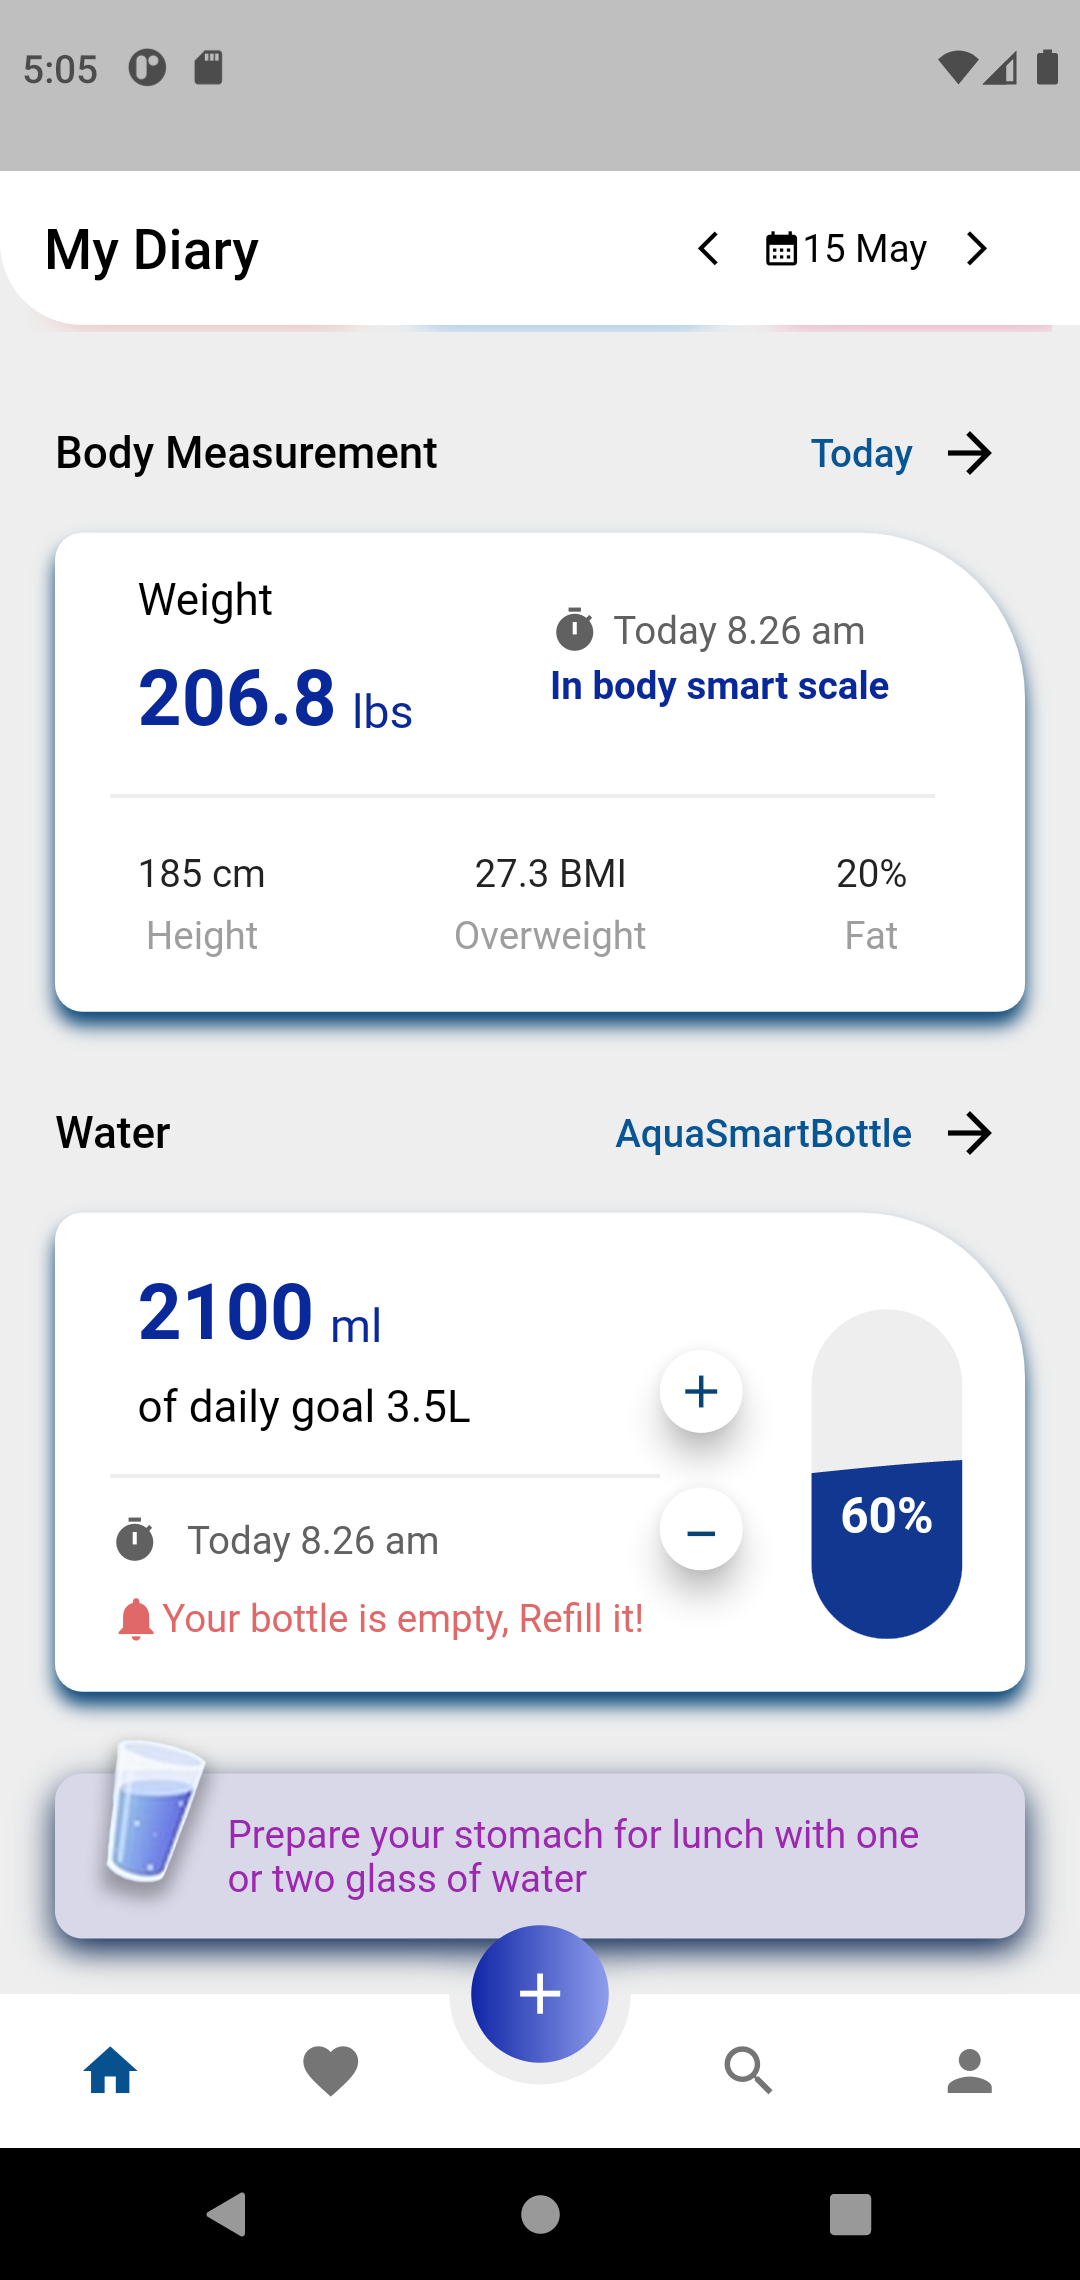 5:05
My Diary
15 May
Body Measurement
Today
Weight
206.8 lbs
Today 8.26 am
In body smart scale
185 cm
Height
27.3 BMI
Overweight
20%
Fat
Water
AquaSmartBottle
2100 ml
of daily goal 3.5L
Today 8.26 am
Your bottle is empty, Refill it!
60%
Prepare your stomach for lunch with one
or two glass of water